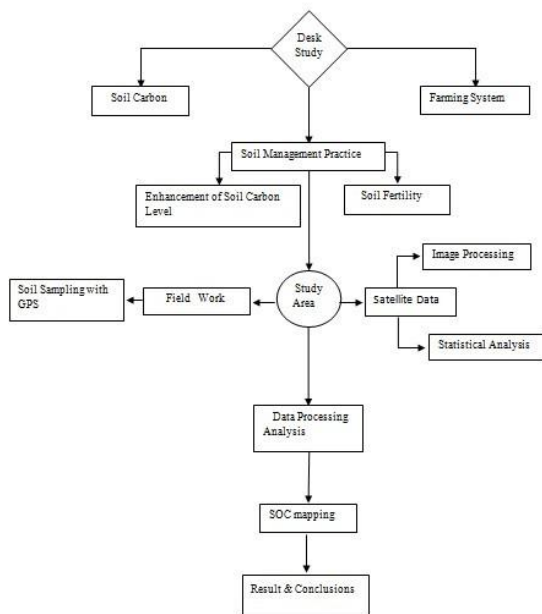 Desk
Study
Soil Carbon
Farming System
Soil Management Practice
Enhancement of Soil Carbon
Level
Soil Fertility
Image Processing
Soil Sampling with
GPS
Field Work
Study
Area
Satellite Data
Statistical Analysis
Data Processing
Analysis
SOC mapping
Result & Conclusions